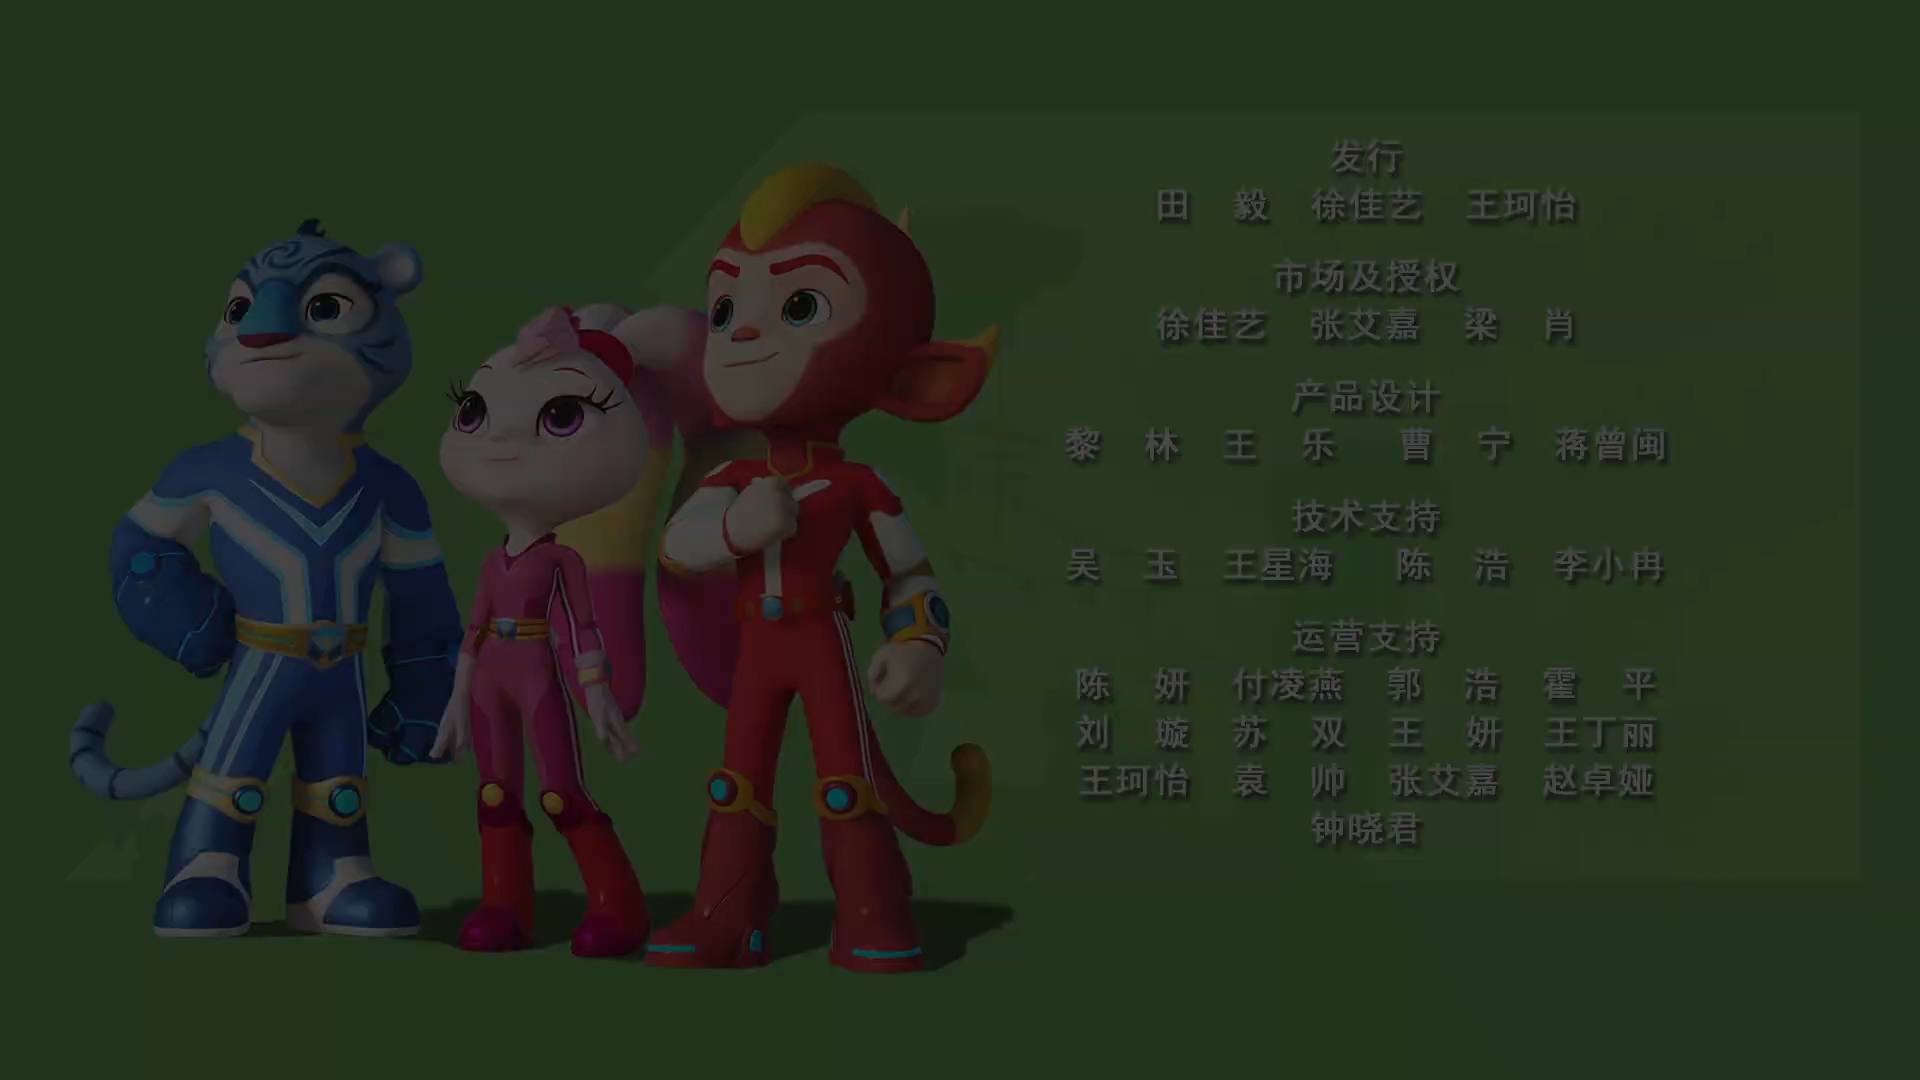 发行
田 毅 徐佳艺 王珂怡
市场及授权
徐佳艺 张艾嘉 梁 肖
产品设计
黎 林 王 乐 曹 宁 蒋曾闽
技术支持
吴 玉 王星海 陈 浩 李小冉
运营支持
陈 妍 付凌燕 郭 浩 霍 平
刘 璇 苏 双 王 妍 王丁丽
王珂怡 袁 帅 张艾嘉 赵卓娅
钟晓君